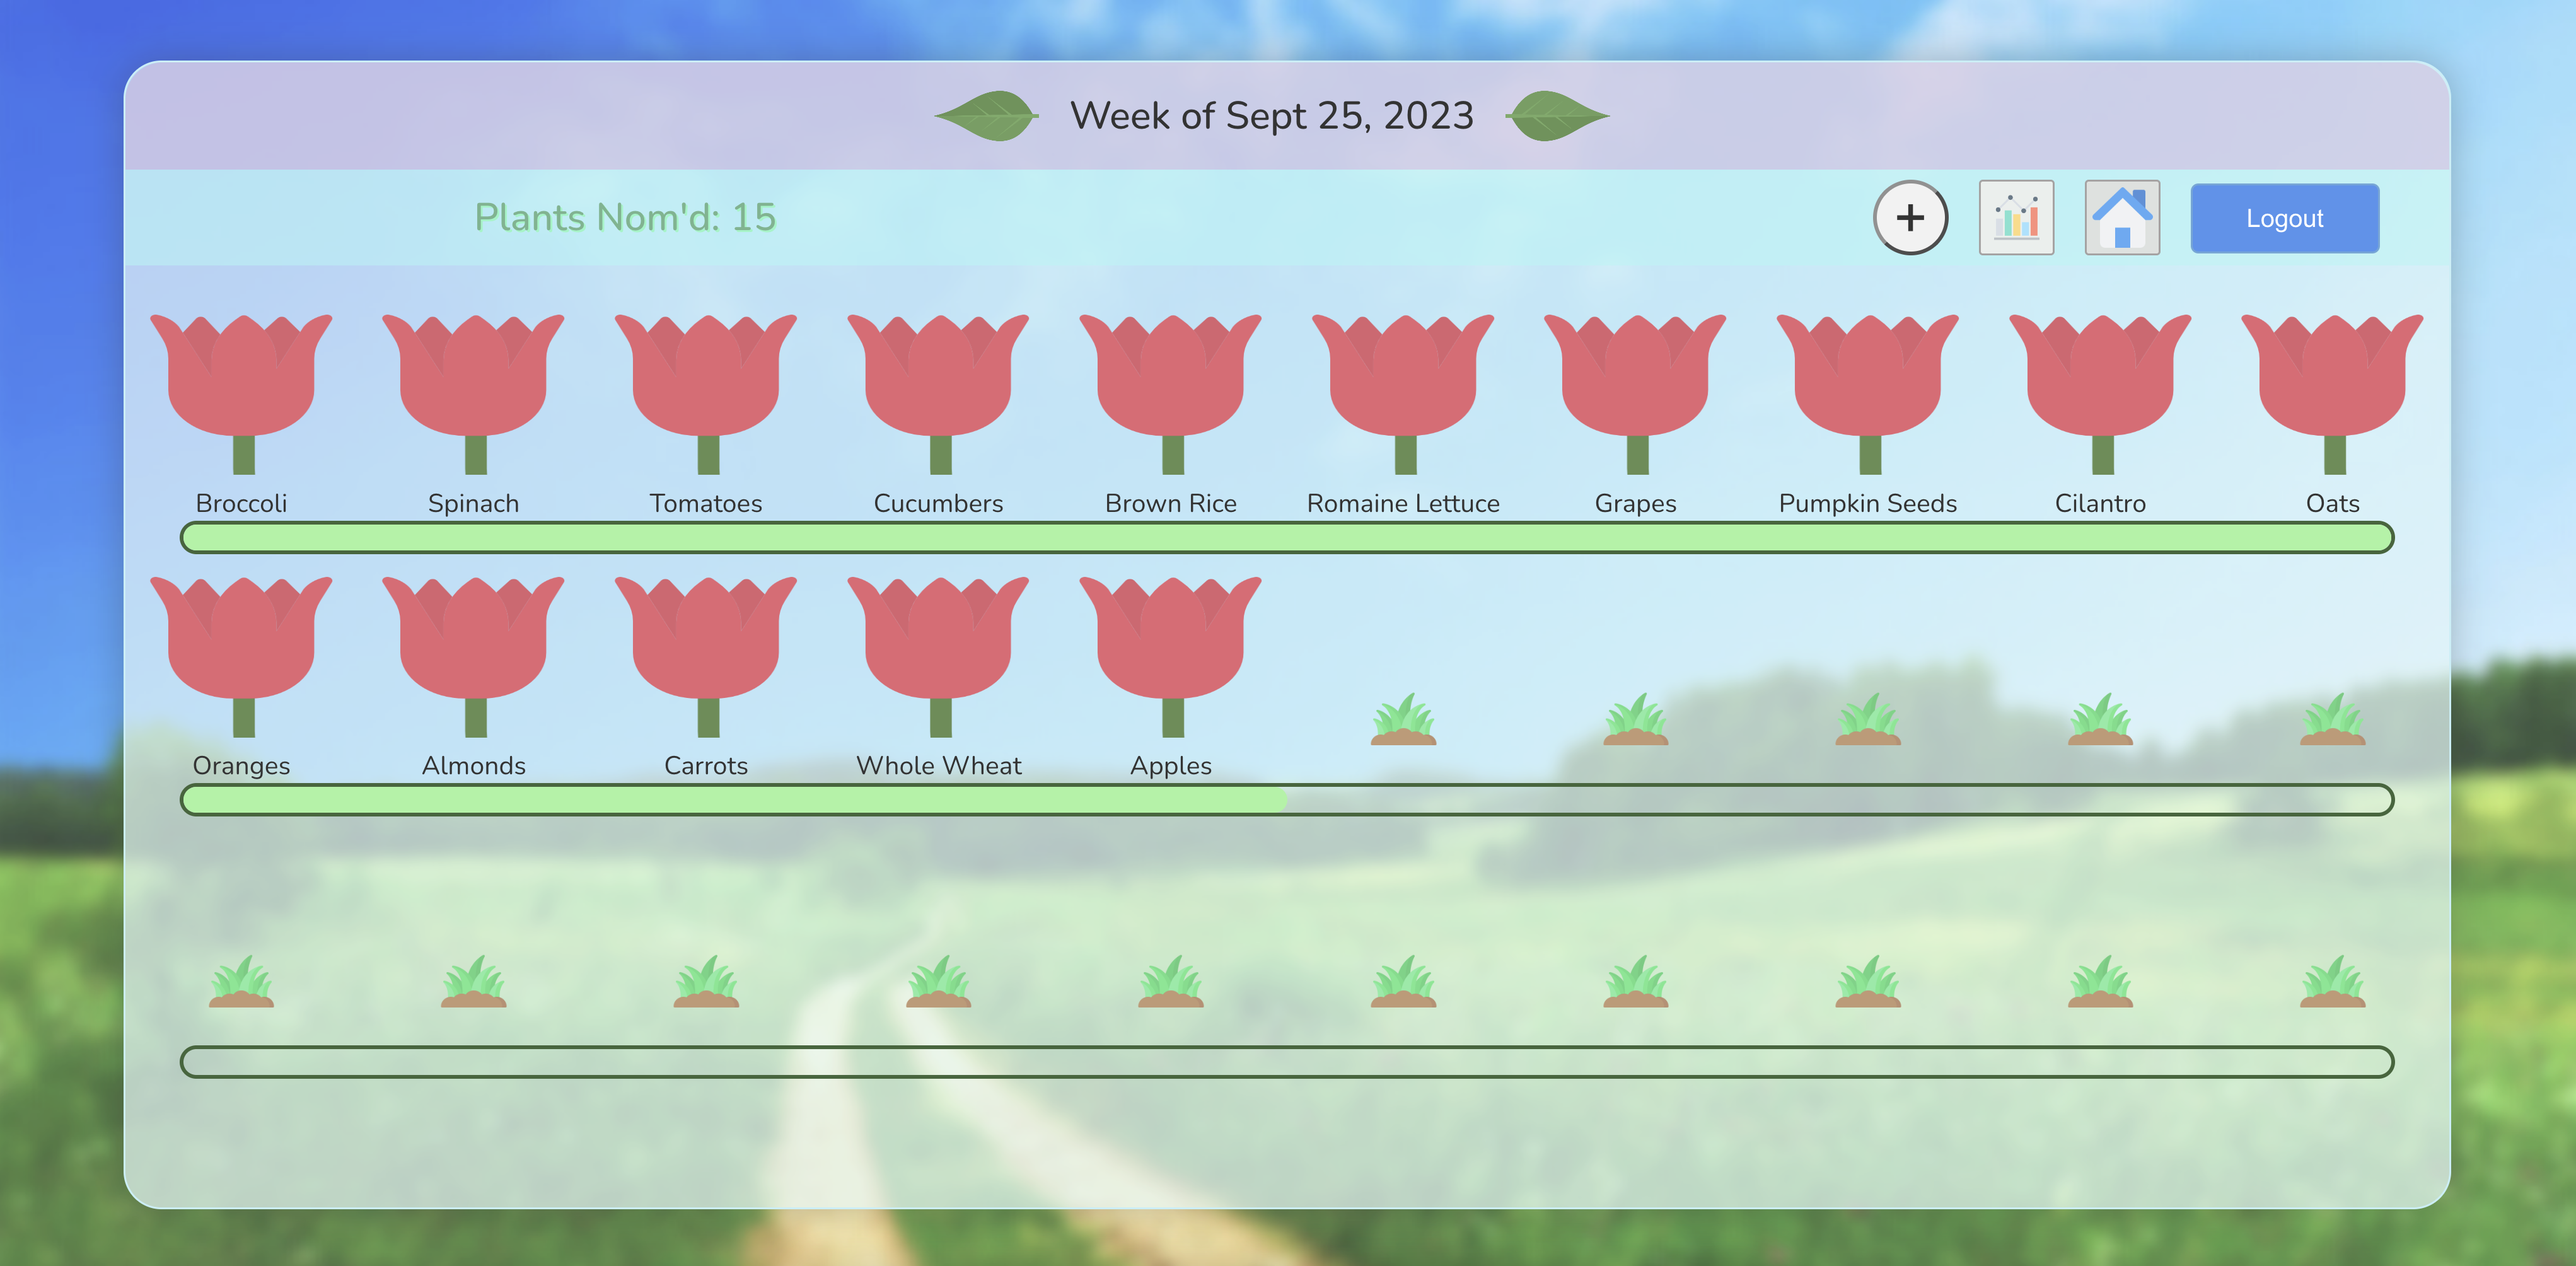 Week of Sept 25, 2023
Plants Nom'd: 15
+
Logout
Broccoli Spinach Tomatoes Cucumbers Brown Rice Romaine Lettuce Grapes Pumpkin Seeds Cilantro Oats
Oranges Almonds Carrots Whole Wheat Apples